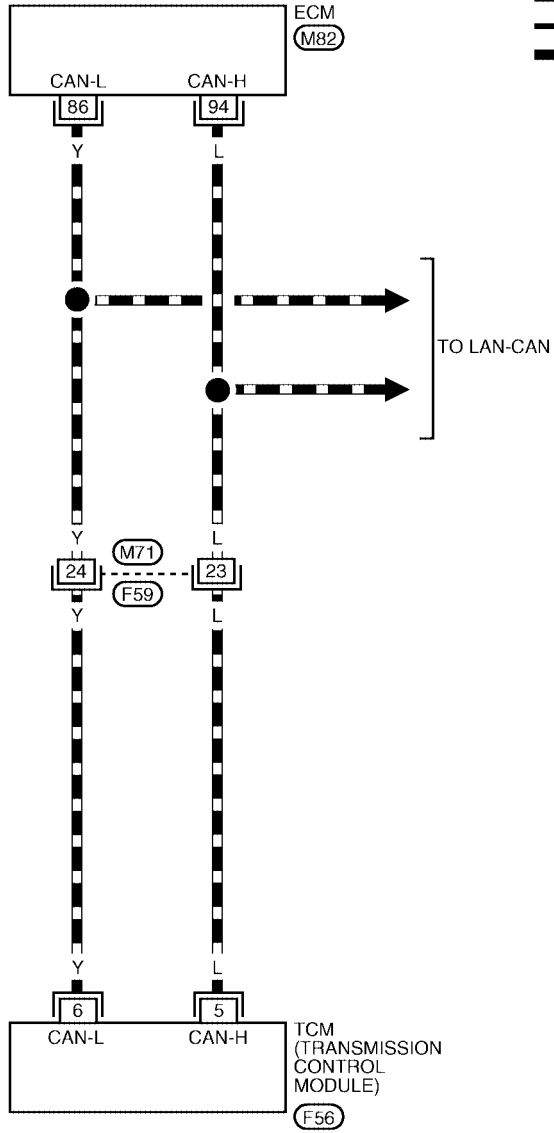 ECM
M82
CAN-L CAN-H
86 94
Y L
TO LAN-CAN
Y L
M71
24 23
F59
Y L
Y L
6 5
CAN-L CAN-H
TCM
(TRANSMISSION
CONTROL
MODULE)
F56